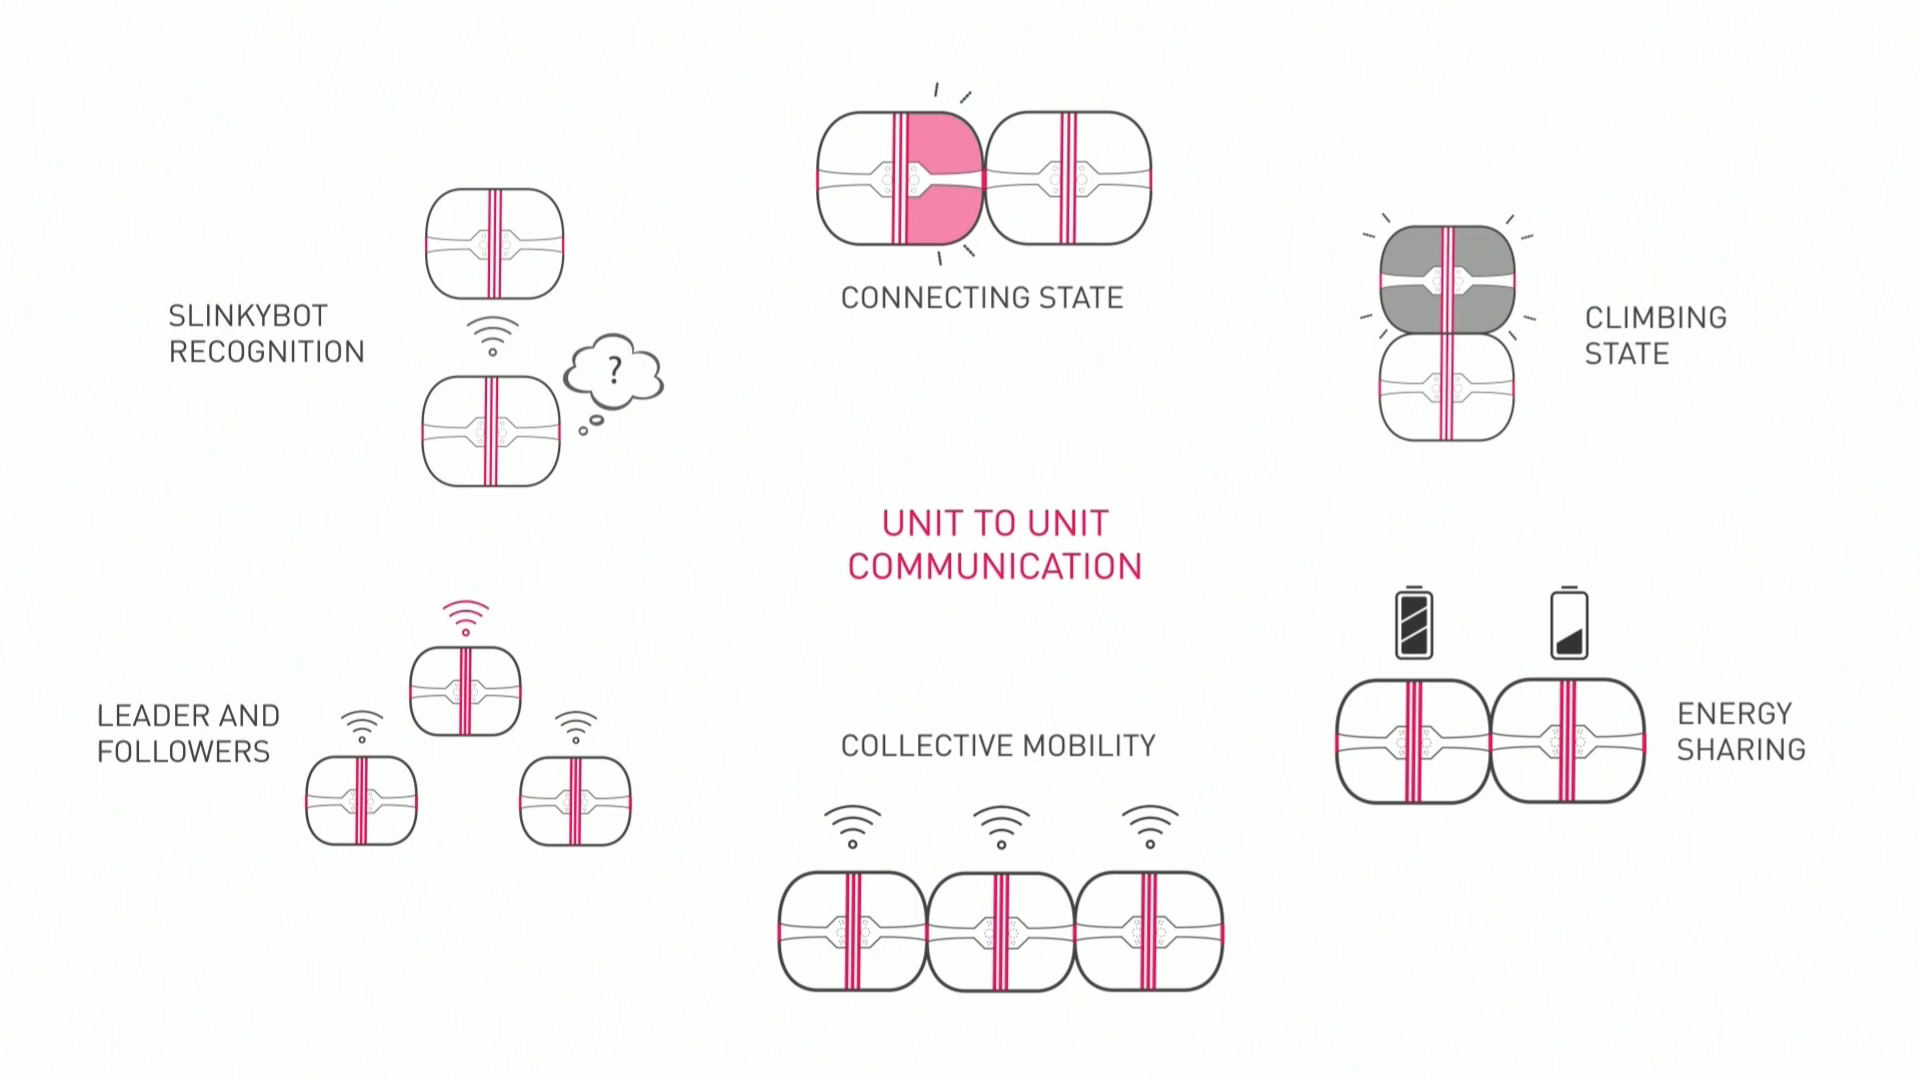 CONNECTING STATE
SLINKYBOT
RECOGNITION
?
CLIMBING
STATE
UNIT TO UNIT
COMMUNICATION
LEADER AND
FOLLOWERS
COLLECTIVE MOBILITY
ENERGY
SHARING